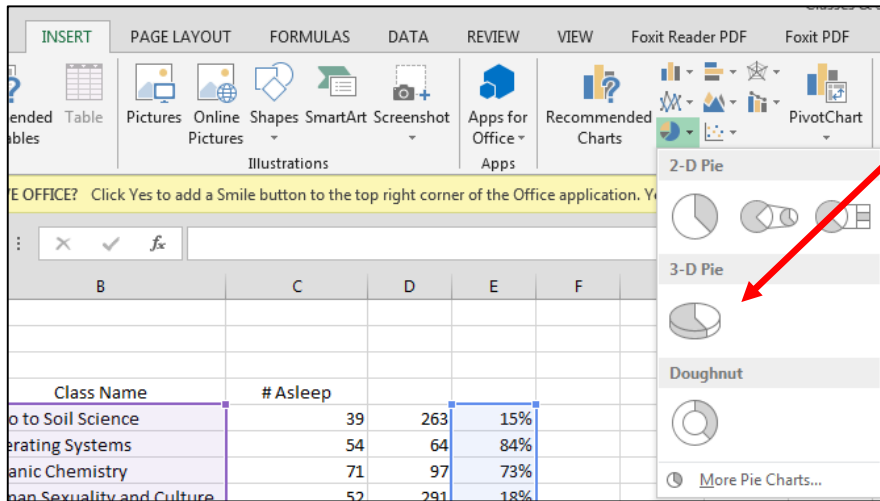 INSERT PAGE LAYOUT FORMULAS DATA REVIEW VIEW Foxit Reader PDF Foxit PDF
ended Table Pictures Online Shapes SmartArt Screenshot Apps for Recommended PivotChart
ables Pictures Office Charts
Illustrations Apps
E OFFICE? Click Yes to add a Smile button to the top right corner of the Office application. Y
2-D Pie
fx
3-D Pie
B C D E F
Doughnut
Class Name # Asleep
o to Soil Science 39 263 15%
erating Systems 54 64 84%
anic Chemistry 71 97 73%
man Sexuality and Culture 52 291 18%
More Pie Charts...